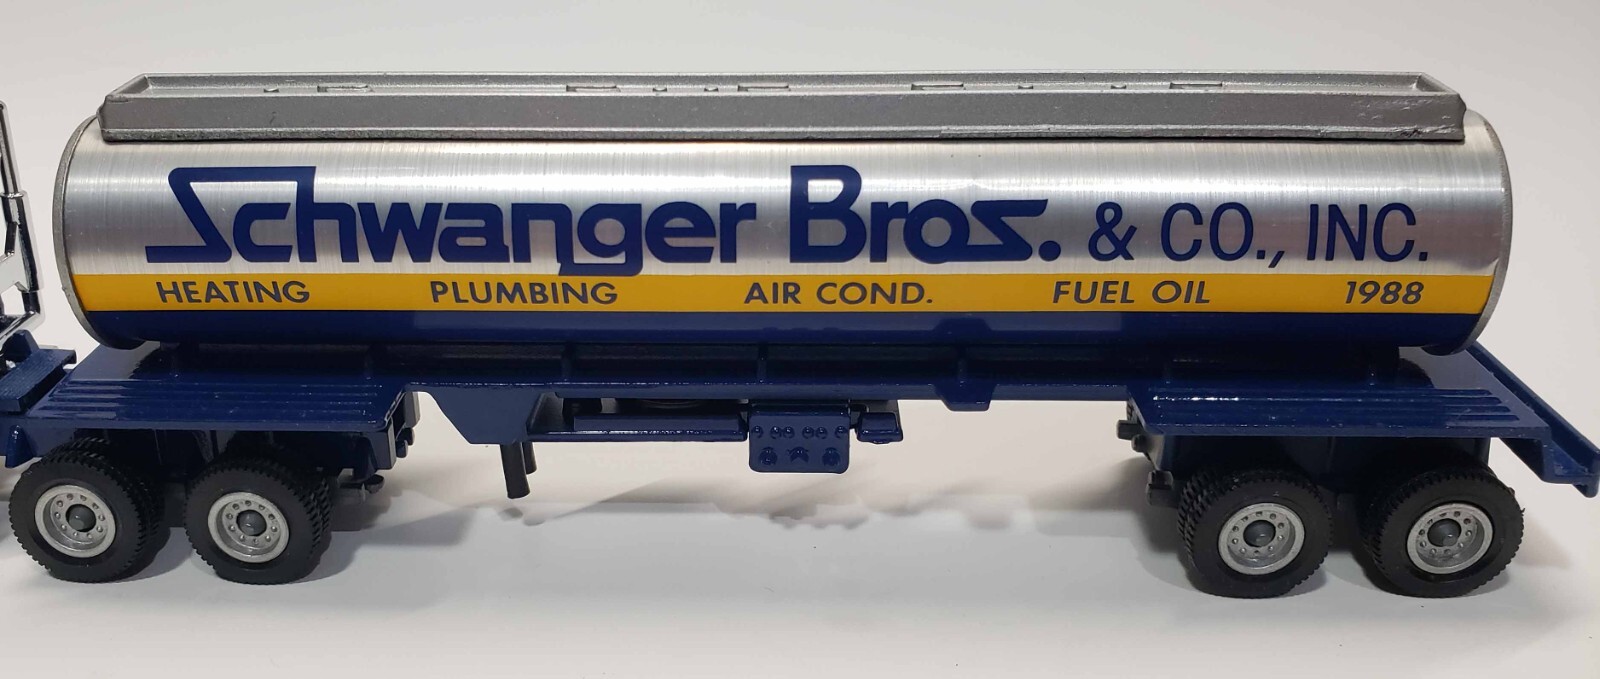 Schwanger Bros. & CO., INC.
HEATING PLUMBING AIR COND. FUEL OIL 1988